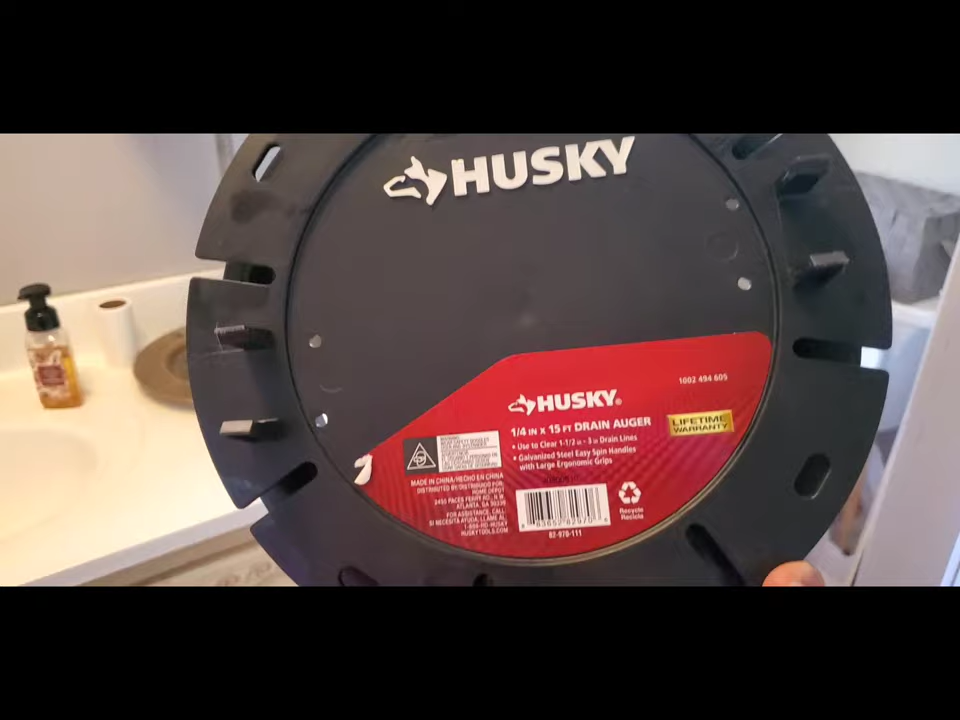 HUSKY
HUSKY®
1002 494 605
1/4 IN X 15 FT DRAIN AUGER
LIFETIME
WARRANTY
• Use to Clear 1-1/2 in - 3 in Drain Lines
• Galvanized Steel Easy Spin Handles
with Large Ergonomic Grips
MADE IN CHINA/HECHO EN CHINA
DISTRIBUTED BY/DISTRIBUIDO POR:
HOME DEPOT
2455 PACES FERRY RD., N.W.
ATLANTA, GA 30339
FOR ASSISTANCE, CALL
SI NECESITA AYUDA, LLAME AL
1-888-HD-HUSKY
HUSKYTOOLS.COM
82-970-111
Recycle
Recicle